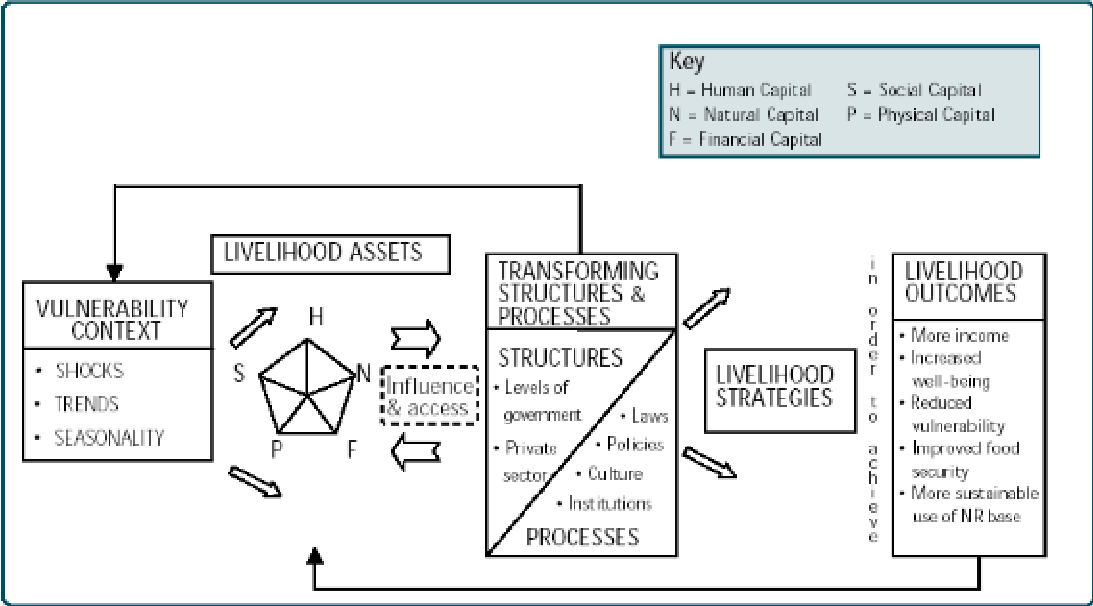 Key
H = Human Capital S = Social Capital
N = Natural Capital P = Physical Capital
F = Financial Capital
LIVELIHOOD ASSETS
VULNERABILITY
CONTEXT
• SHOCKS
• TRENDS
• SEASONALITY
H
S
N
P
F
Influence
& access
TRANSFORMING
STRUCTURES &
PROCESSES
STRUCTURES
• Levels of
government
• Private
sector
• Laws
• Policies
• Culture
• Institutions
PROCESSES
LIVELIHOOD
STRATEGIES
in order to achieve
LIVELIHOOD
OUTCOMES
• More income
• Increased
well-being
• Reduced
vulnerability
• Improved food
security
• More sustainable
use of NR base